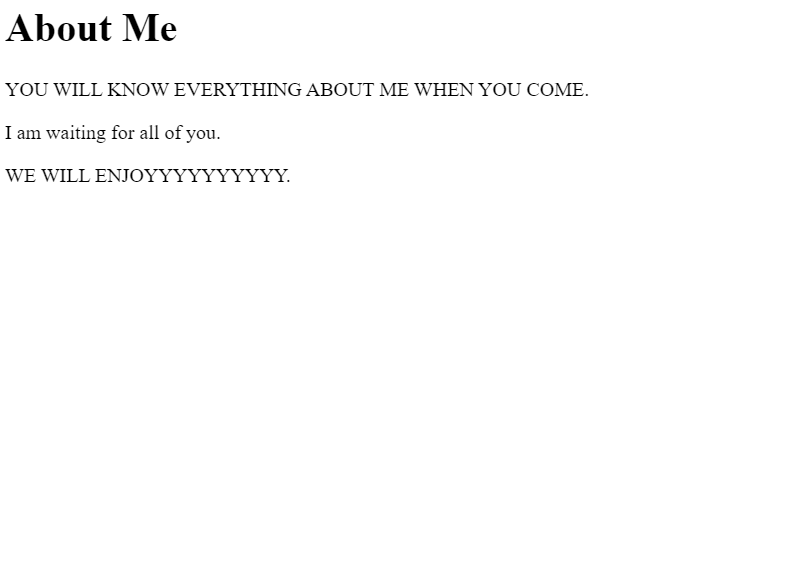 About Me
YOU WILL KNOW EVERYTHING ABOUT ME WHEN YOU COME.
I am waiting for all of you.
WE WILL ENJOYYYYYYYYYY.